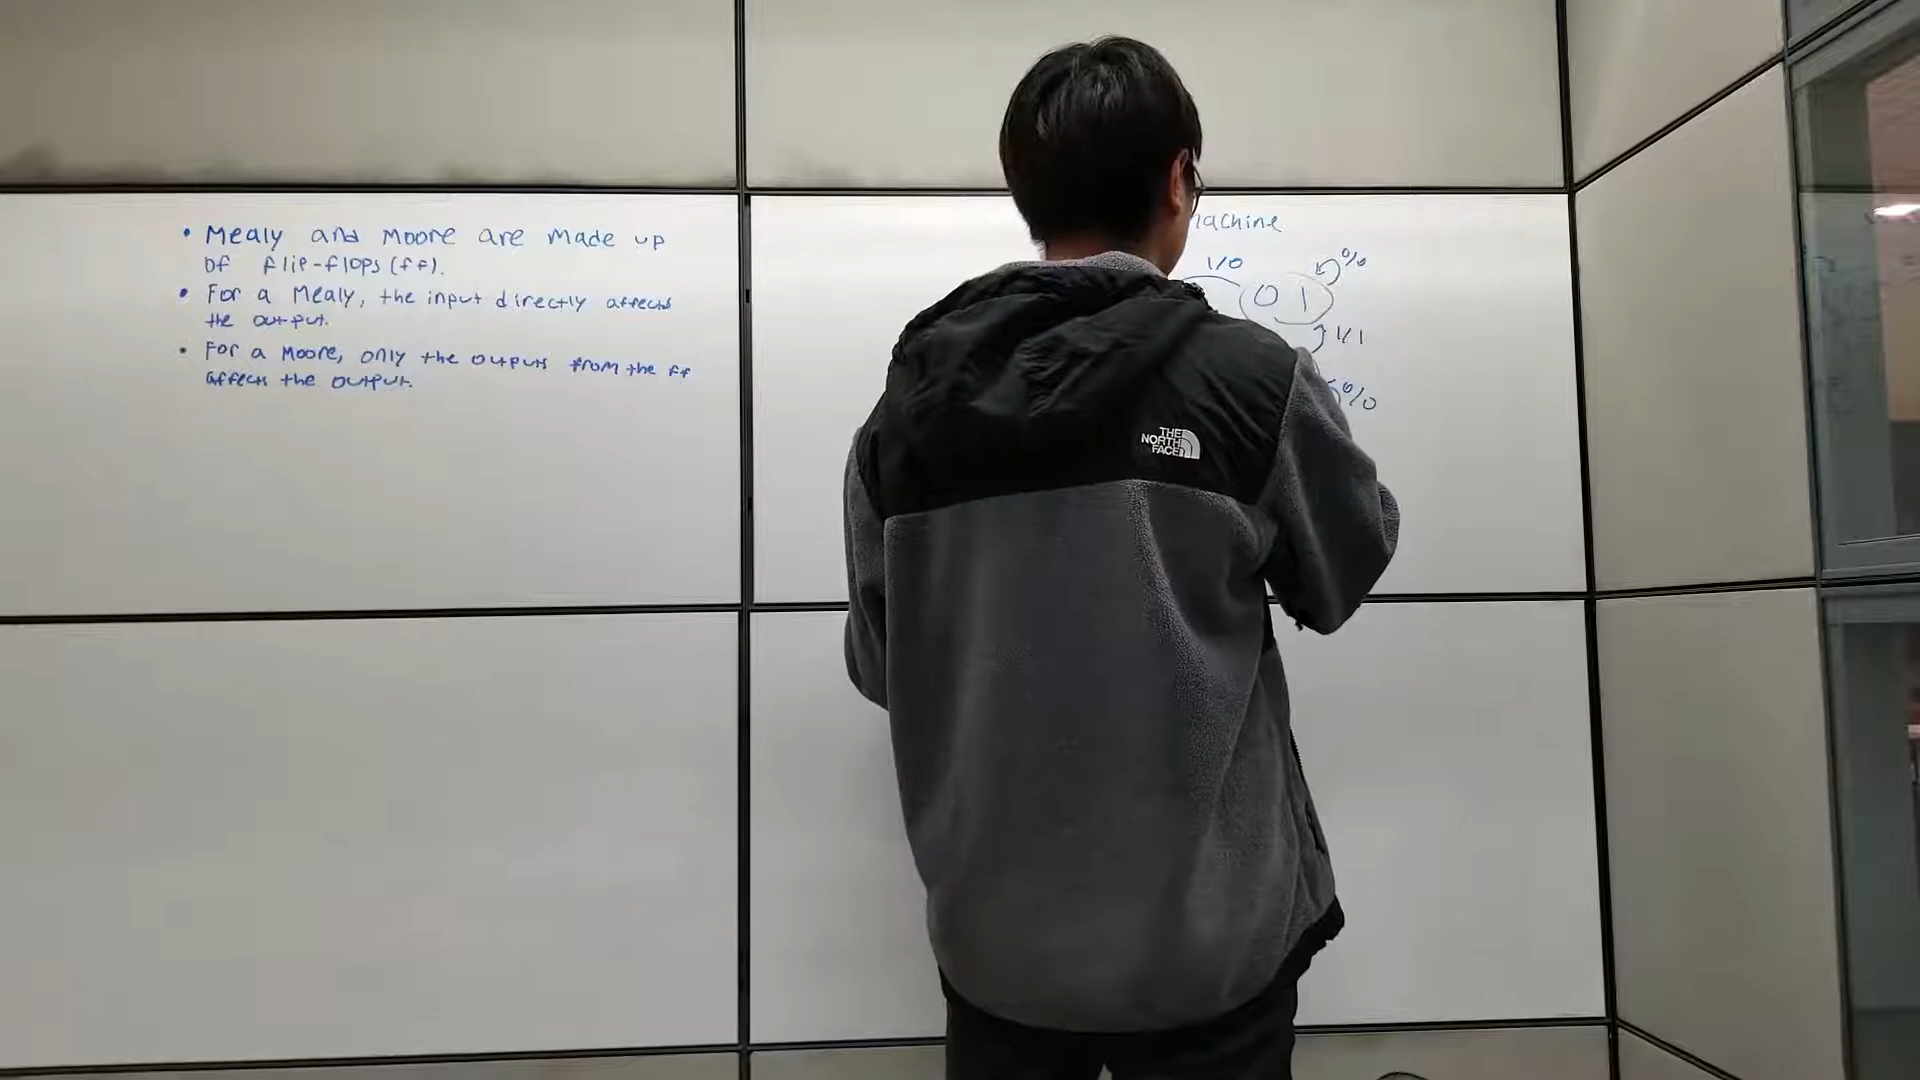 • Mealy and Moore are made up
of flip-flops (ff).
• For a Mealy, the input directly affects
the output.
• For a Moore, only the outputs from the ff
affects the output.
machine
1/0
0/0
0 1
1/1
0/0
THE
NORTH
FACE